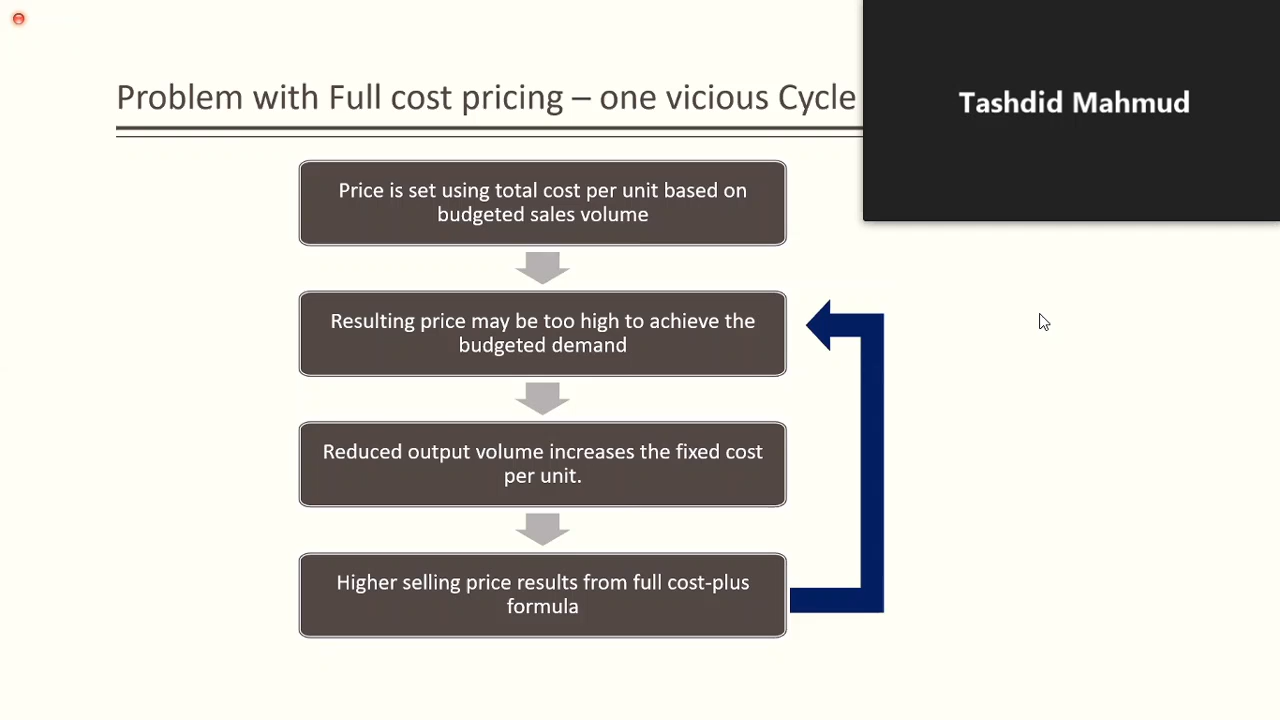 Problem with Full cost pricing – one vicious Cycle
Tashdid Mahmud
Price is set using total cost per unit based on
budgeted sales volume
Resulting price may be too high to achieve the
budgeted demand
Reduced output volume increases the fixed cost
per unit.
Higher selling price results from full cost-plus
formula